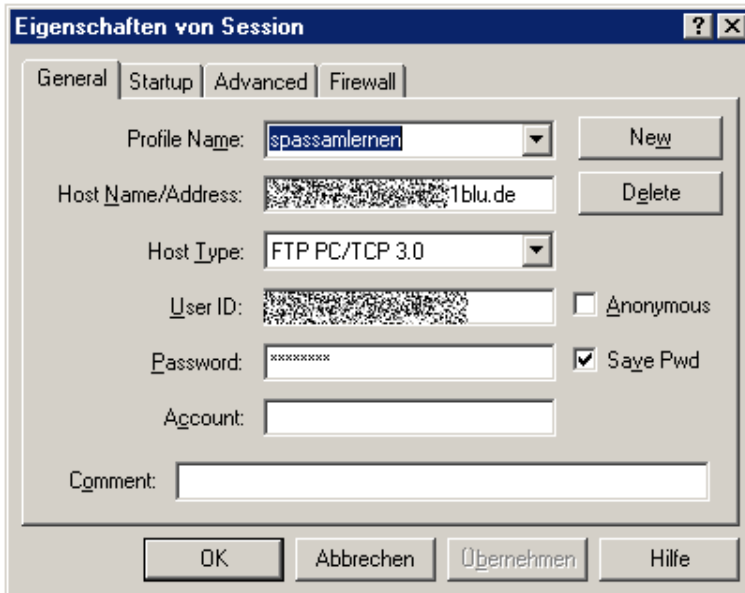 Eigenschaften von Session
General Startup Advanced Firewall
Profile Name: spassamlernen New
Host Name/Address: 1blu.de Delete
Host Type: FTP PC/TCP 3.0
User ID: Anonymous
Password: ******** Save Pwd
Account:
Comment:
OK Abbrechen Übernehmen Hilfe